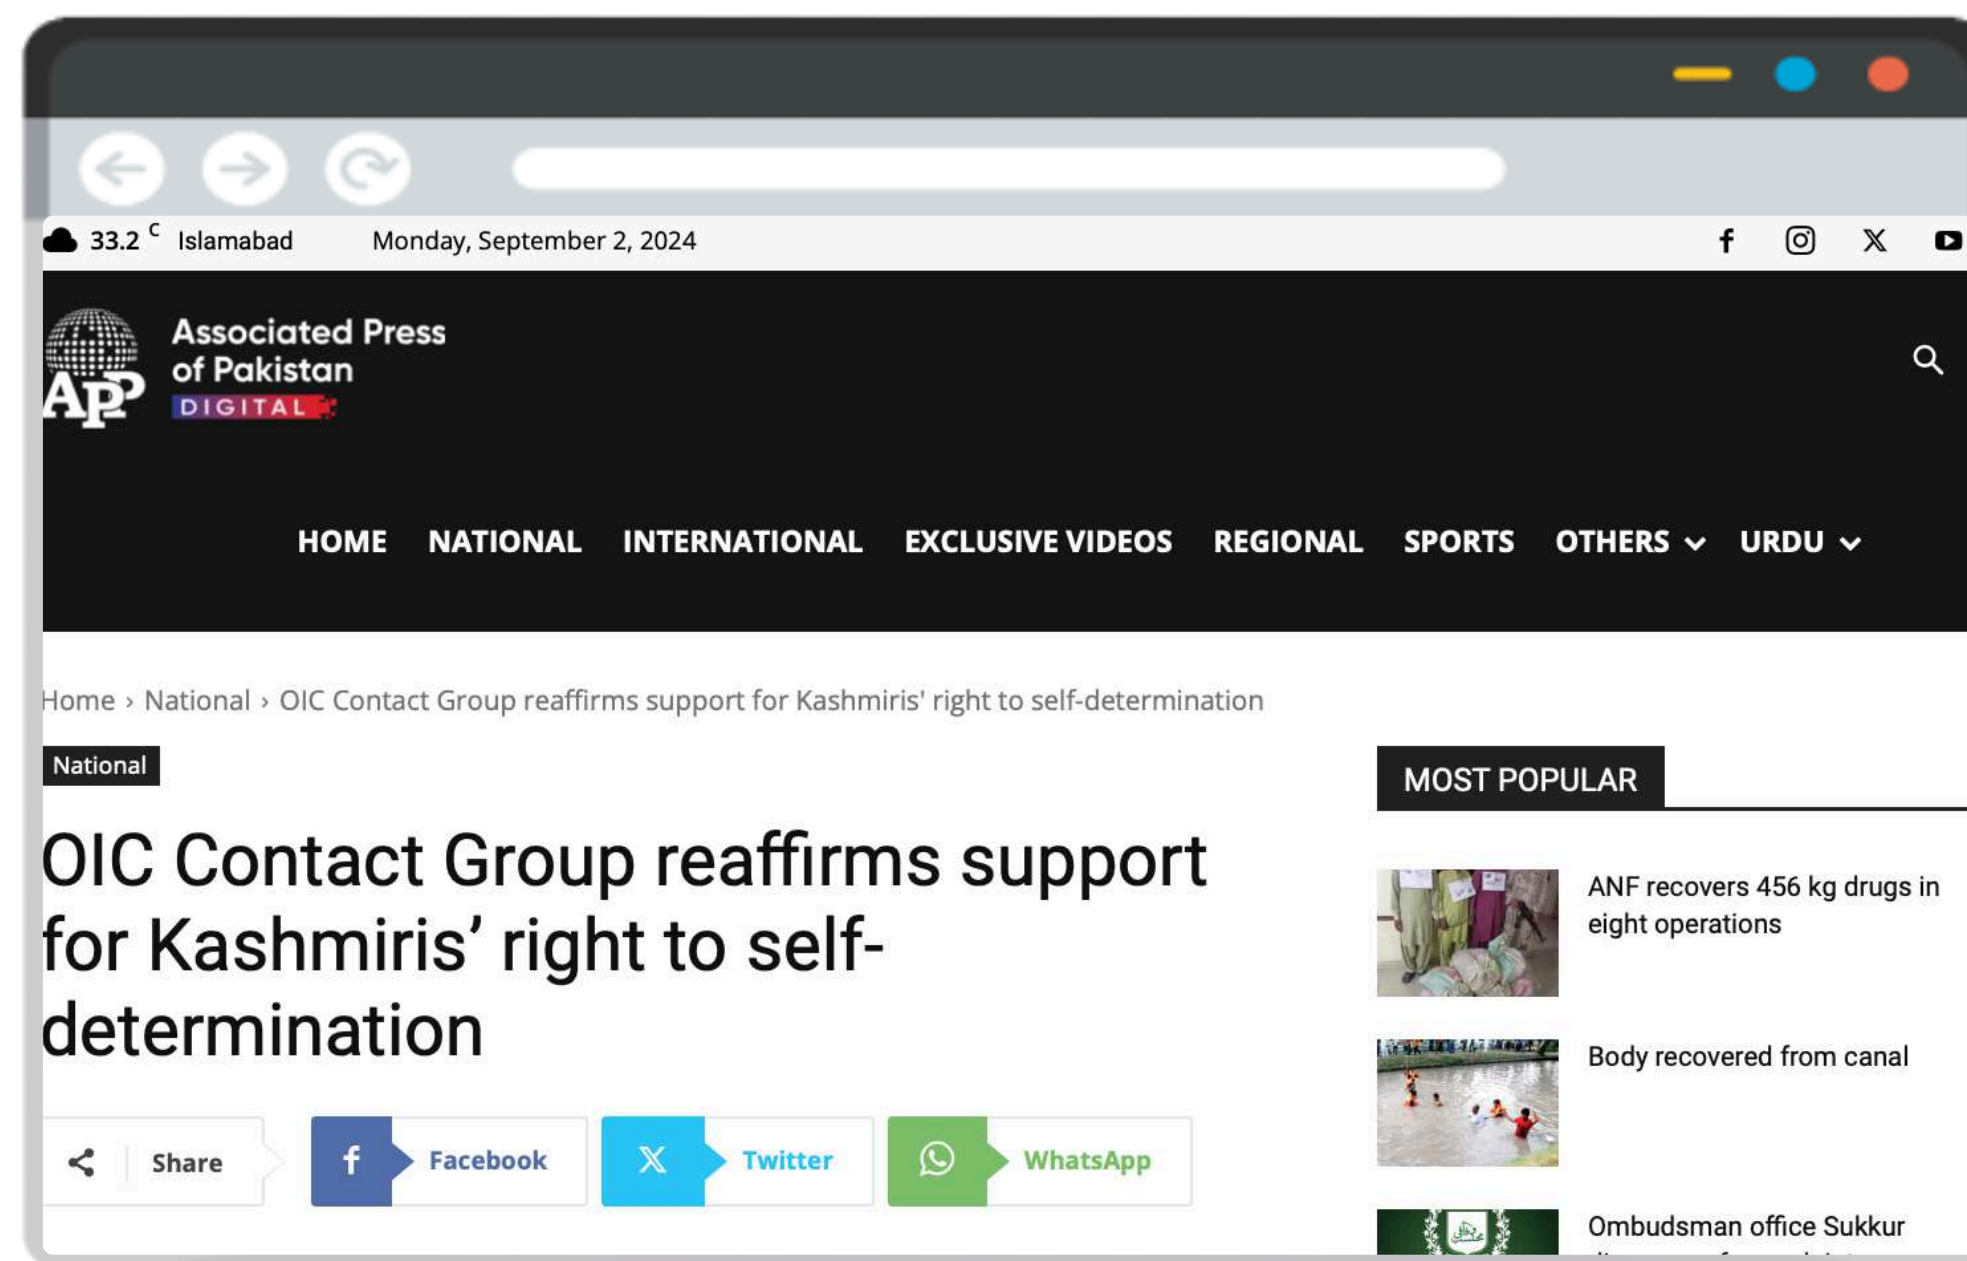 33.2 C Islamabad Monday, September 2, 2024
Associated Press
of Pakistan
APP
DIGITAL
HOME NATIONAL INTERNATIONAL EXCLUSIVE VIDEOS REGIONAL SPORTS OTHERS URDU
Home › National › OIC Contact Group reaffirms support for Kashmiris' right to self-determination
National
OIC Contact Group reaffirms support
for Kashmiris’ right to self-
determination
Share
Facebook
Twitter
WhatsApp
MOST POPULAR
ANF recovers 456 kg drugs in
eight operations
Body recovered from canal
Ombudsman office Sukkur